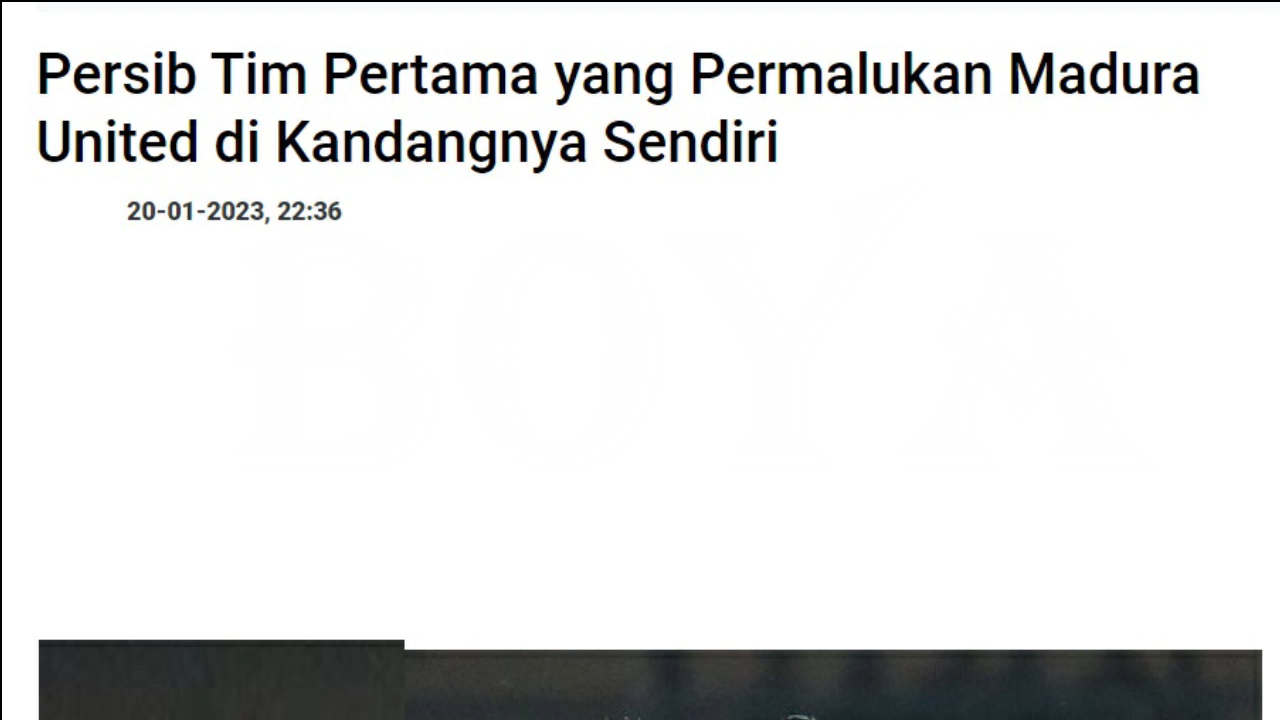 Persib Tim Pertama yang Permalukan Madura
United di Kandangnya Sendiri
20-01-2023, 22:36
BOYA